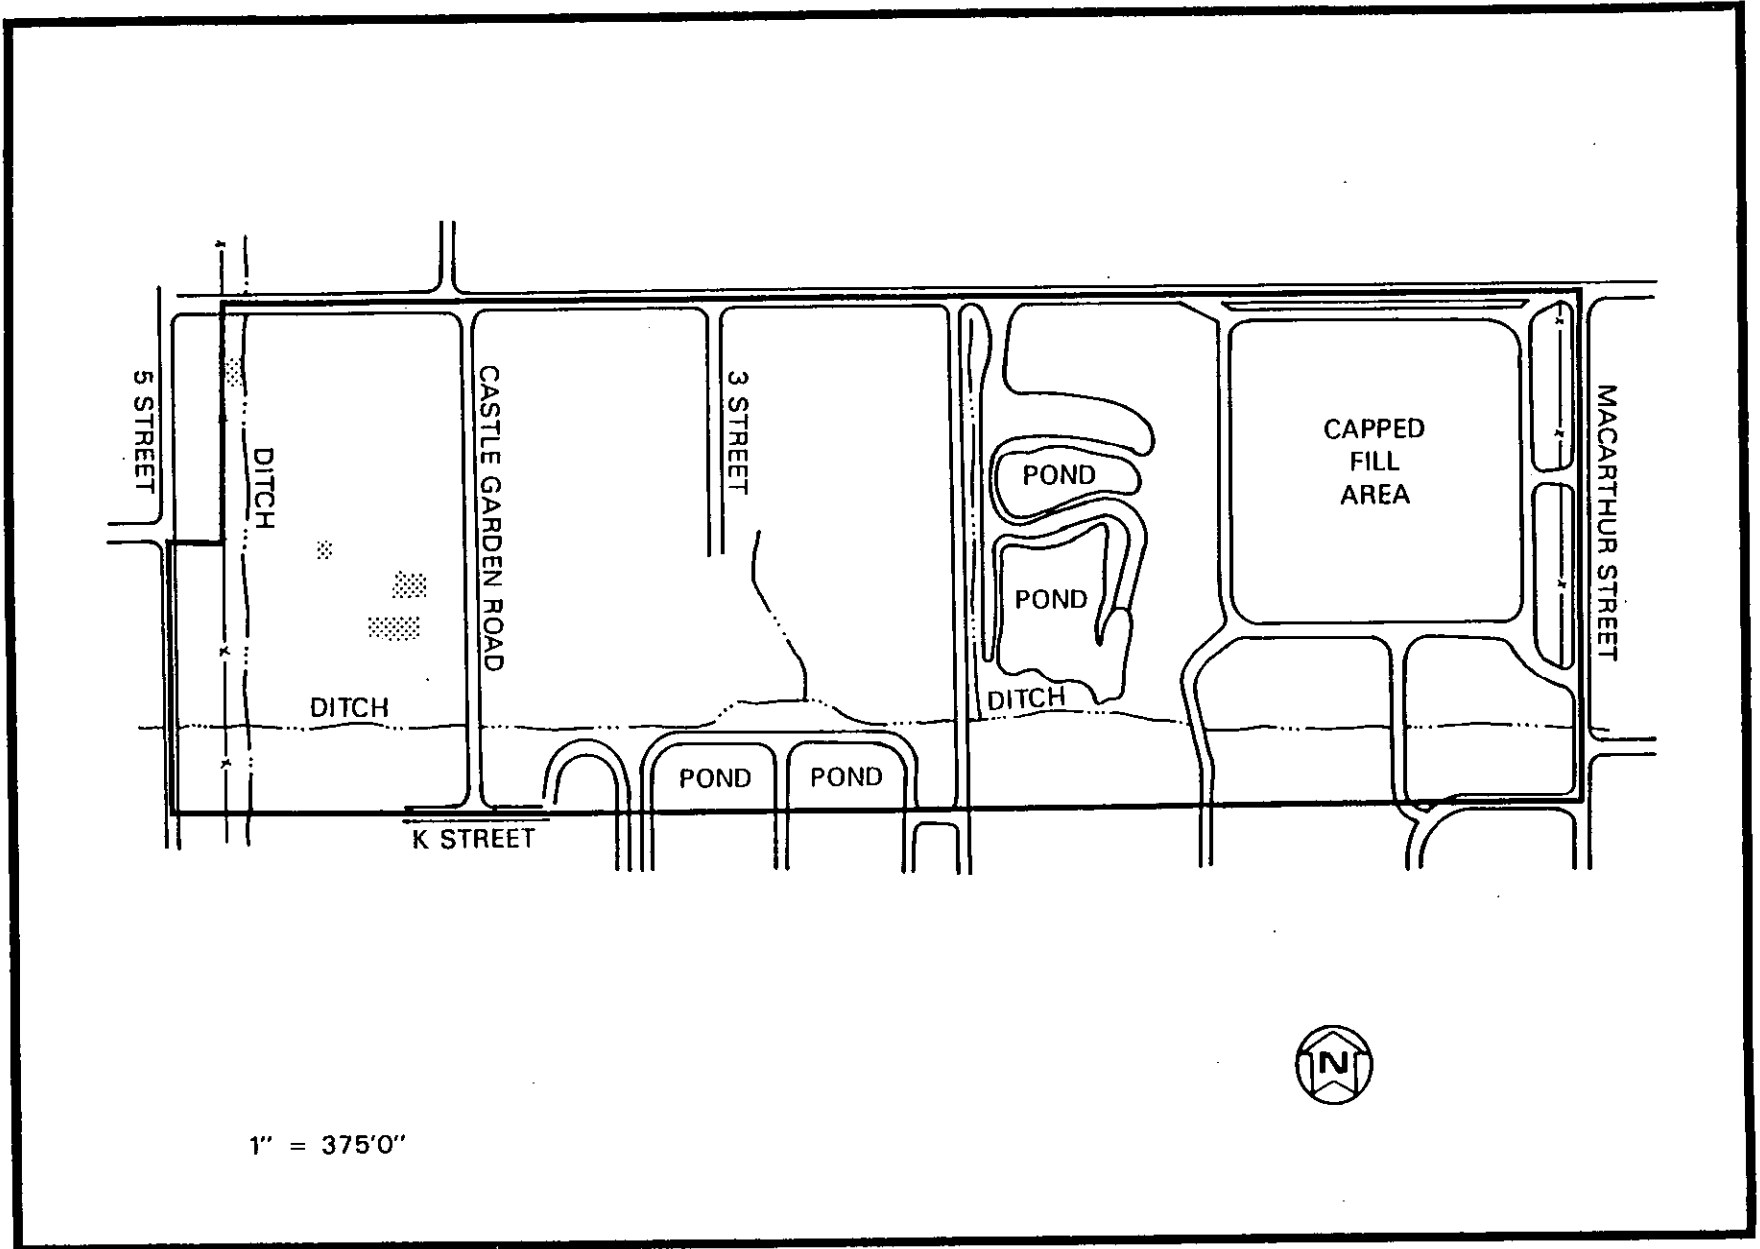 5 STREET
DITCH
CASTLE GARDEN ROAD
3 STREET
POND
POND
CAPPED
FILL
AREA
MACARTHUR STREET
DITCH
DITCH
POND
POND
K STREET
N
1" = 375'0"